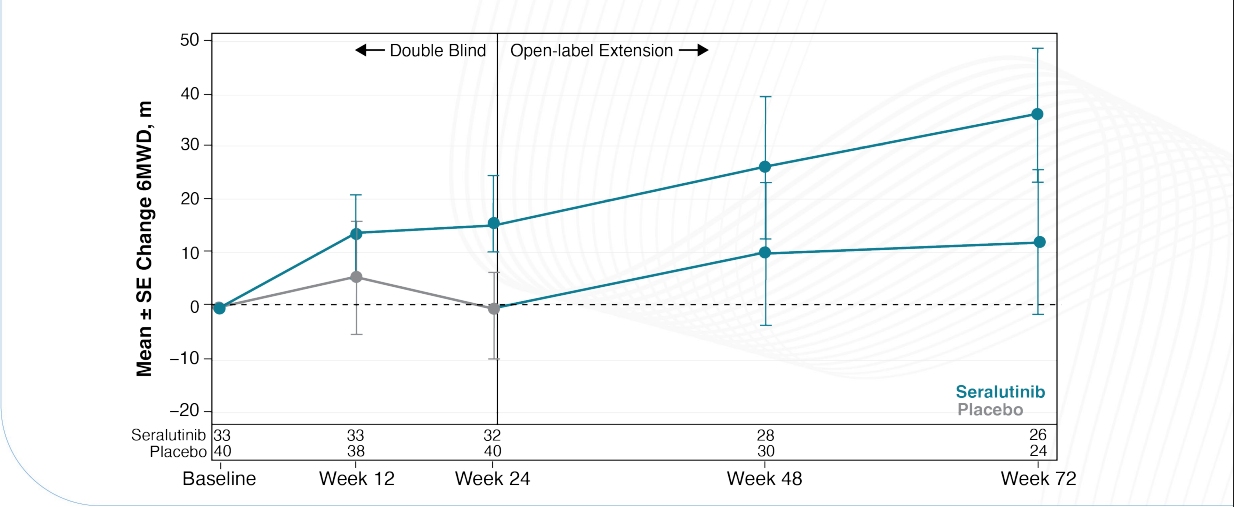 50
Double Blind Open-label Extension
40
30
20
10
0
−10
−20
Mean ± SE Change 6MWD, m
Seralutinib
Placebo
Seralutinib 33 33 32 28 26
Placebo 40 38 40 30 24
Baseline Week 12 Week 24 Week 48 Week 72